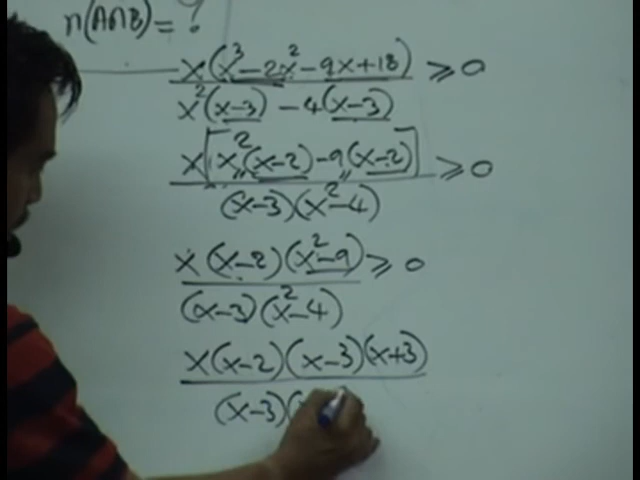 n(A∩B) = ?
x(x³ - 2x² - 9x + 18) ≥ 0
x²(x-3) - 4(x-3)
x[x²(x-2) - 9(x-2)] ≥ 0
(x-3)(x²-4)
x(x-2)(x²-9) ≥ 0
(x-3)(x²-4)
x(x-2)(x-3)(x+3)
(x-3)(